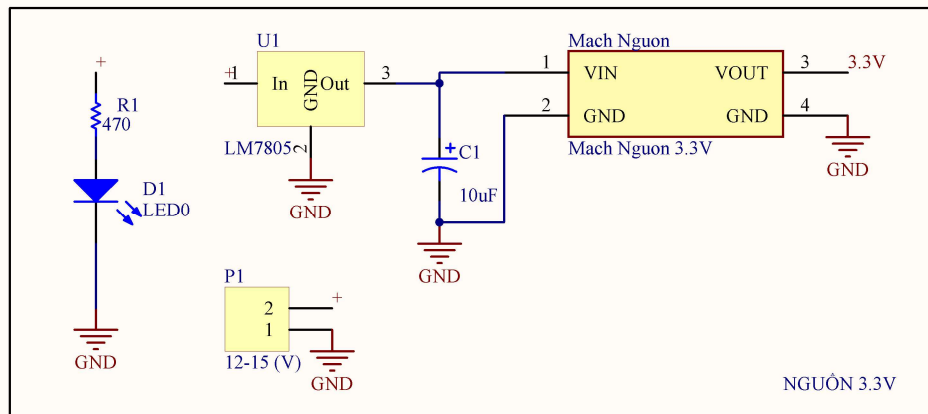 +
R1
470
D1
LED0
GND
U1
+
1
In
GND
Out
3
LM7805
2
GND
+
C1
10uF
GND
Mach Nguon
1
VIN
VOUT
3
3.3V
2
GND
GND
4
Mach Nguon 3.3V
GND
P1
2
+
1
12-15 (V)
GND
NGUỒN 3.3V